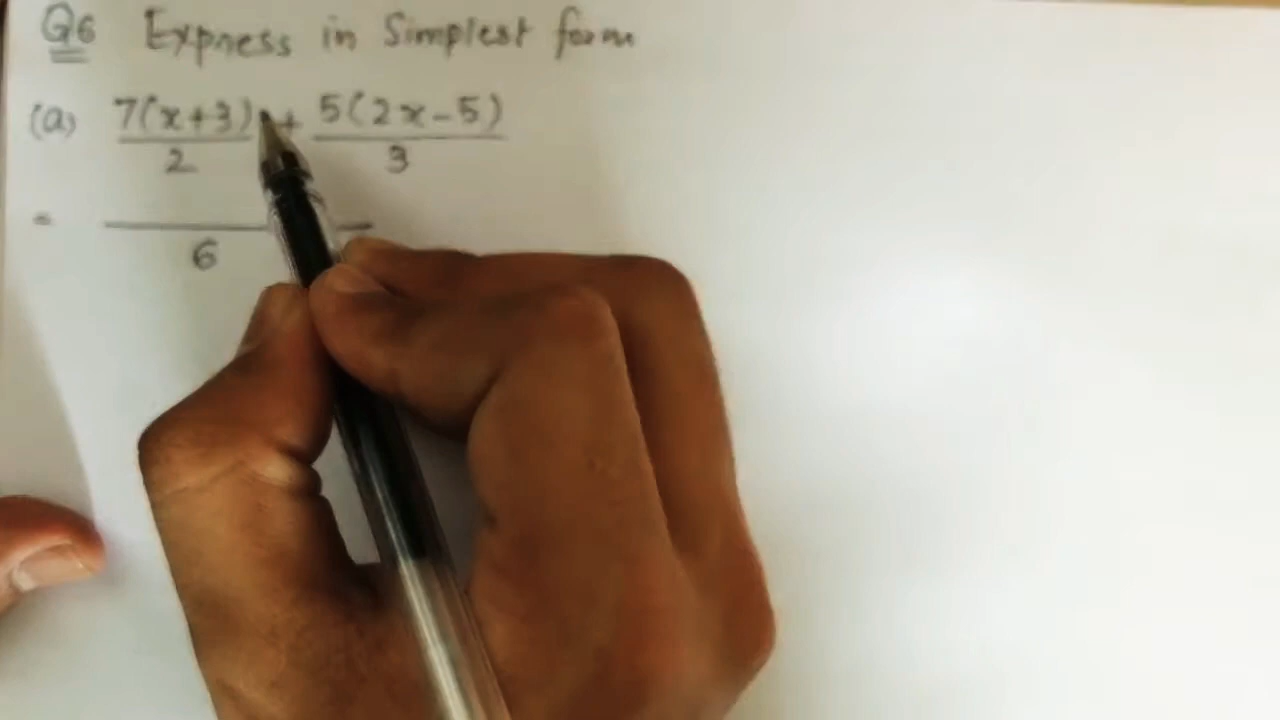 Q6 Express in Simplest form
(a) 7(x+3)/2 + 5(2x-5)/3
= /6